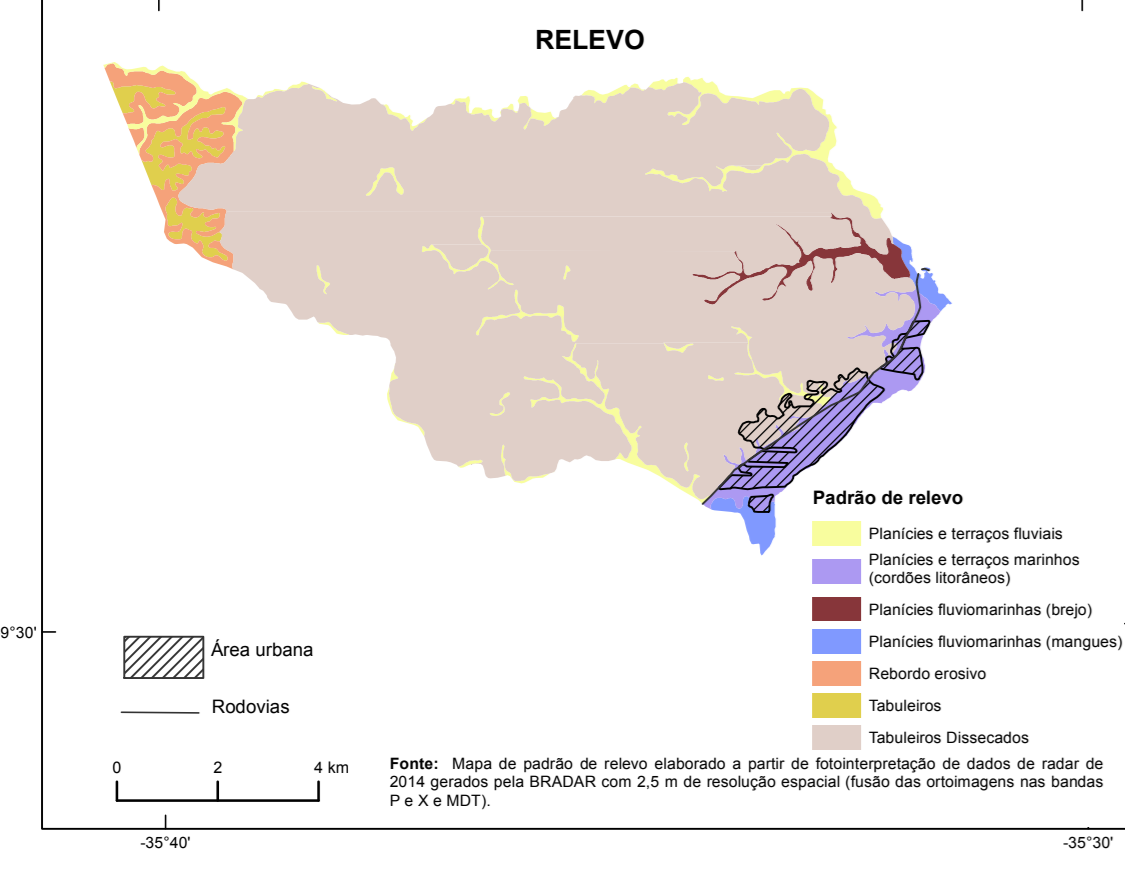 RELEVO
Padrão de relevo
Planícies e terraços fluviais
Planícies e terraços marinhos
(cordões litorâneos)
Planícies fluviomarinhas (brejo)
Planícies fluviomarinhas (mangues)
Rebordo erosivo
Tabuleiros
Tabuleiros Dissecados
9°30'
Área urbana
Rodovias
0 2 4 km
Fonte: Mapa de padrão de relevo elaborado a partir de fotointerpretação de dados de radar de
2014 gerados pela BRADAR com 2,5 m de resolução espacial (fusão das ortoimagens nas bandas
P e X e MDT).
-35°40' -35°30'